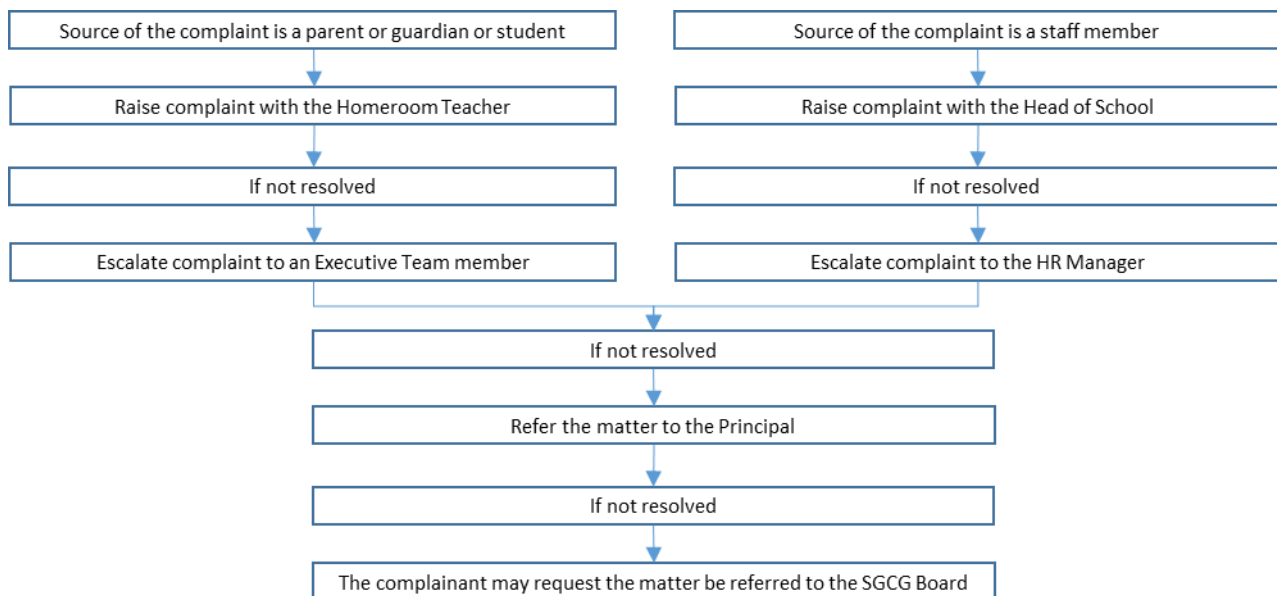 Source of the complaint is a parent or guardian or student
Source of the complaint is a staff member
Raise complaint with the Homeroom Teacher
Raise complaint with the Head of School
If not resolved
If not resolved
Escalate complaint to an Executive Team member
Escalate complaint to the HR Manager
If not resolved
Refer the matter to the Principal
If not resolved
The complainant may request the matter be referred to the SGCG Board